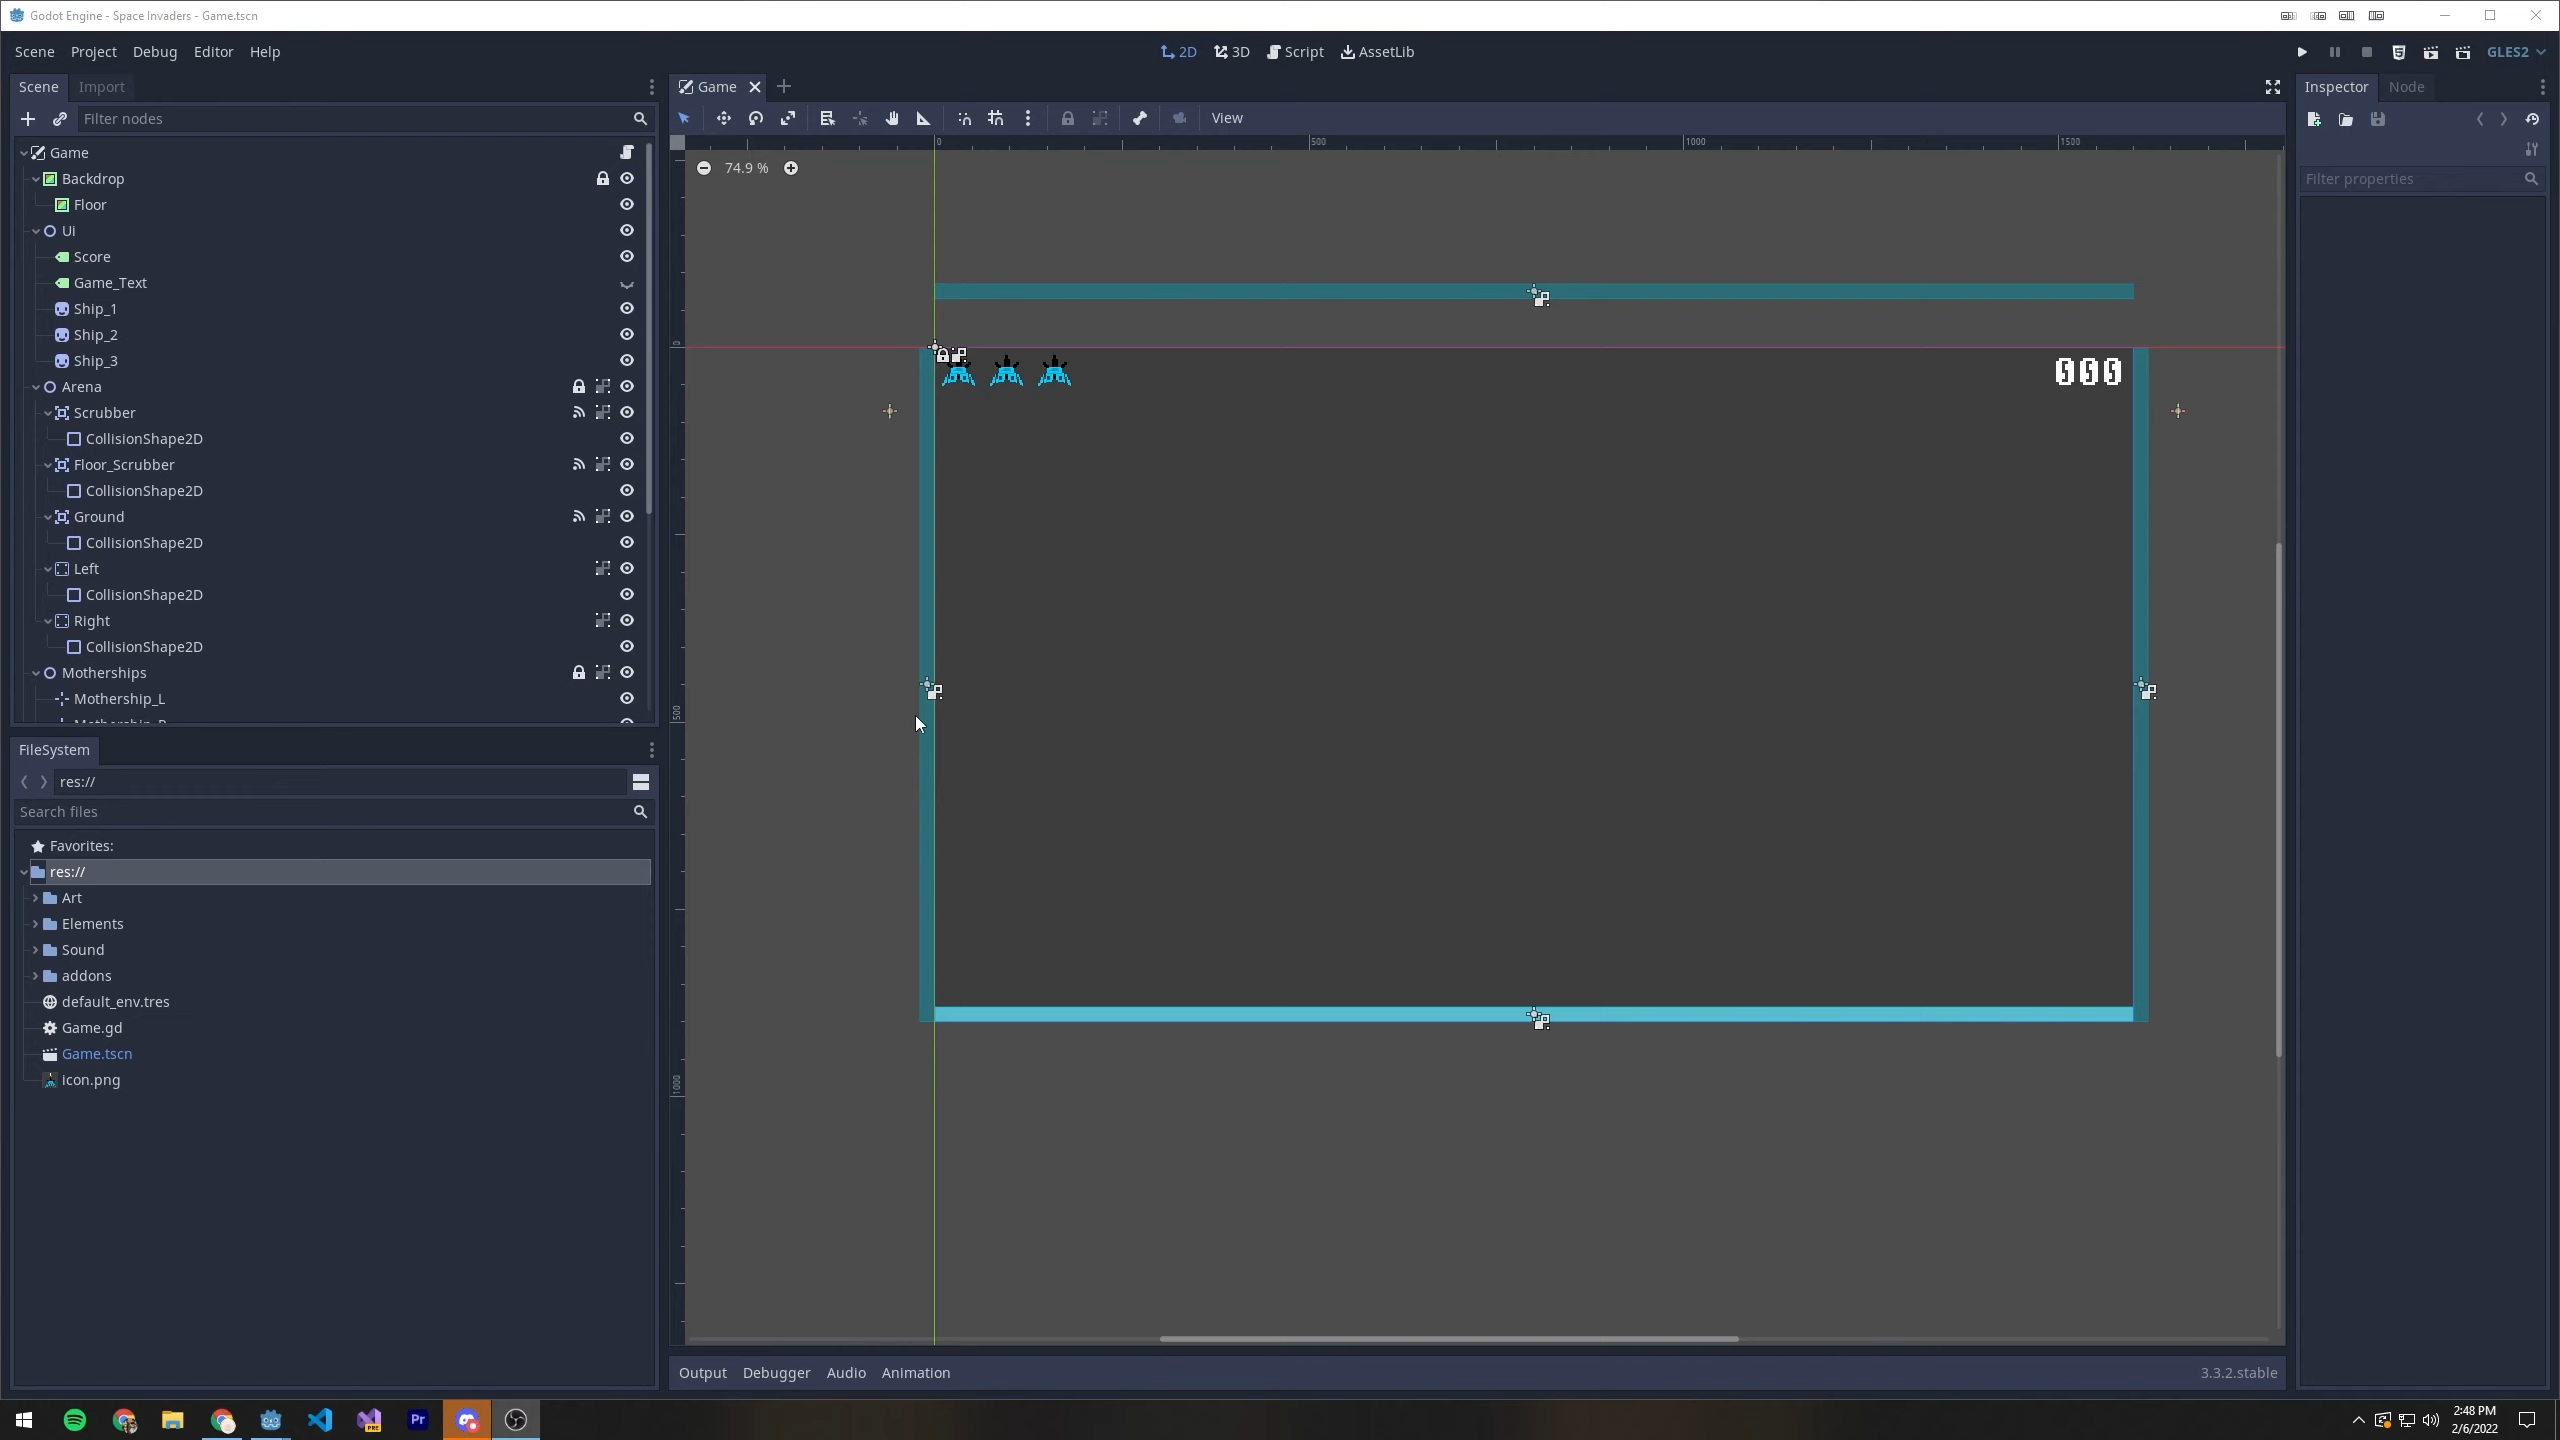 Godot Engine - Space Invaders - Game.tscn
Scene Project Debug Editor Help
2D 3D Script AssetLib
GLES2
Scene Import
Game
Inspector Node
Filter nodes
View
Filter properties
0 500 1000 1500
74.9 %
Game
Backdrop
Floor
Ui
Score
Game_Text
Ship_1
Ship_2
Ship_3
Arena
Scrubber
CollisionShape2D
Floor_Scrubber
CollisionShape2D
Ground
CollisionShape2D
Left
CollisionShape2D
Right
CollisionShape2D
Motherships
Mothership_L
0
500
1000
FileSystem
res://
Search files
Favorites:
res://
Art
Elements
Sound
addons
default_env.tres
Game.gd
Game.tscn
icon.png
Output Debugger Audio Animation
3.3.2.stable
Pr
PRE
2:48 PM
2/6/2022